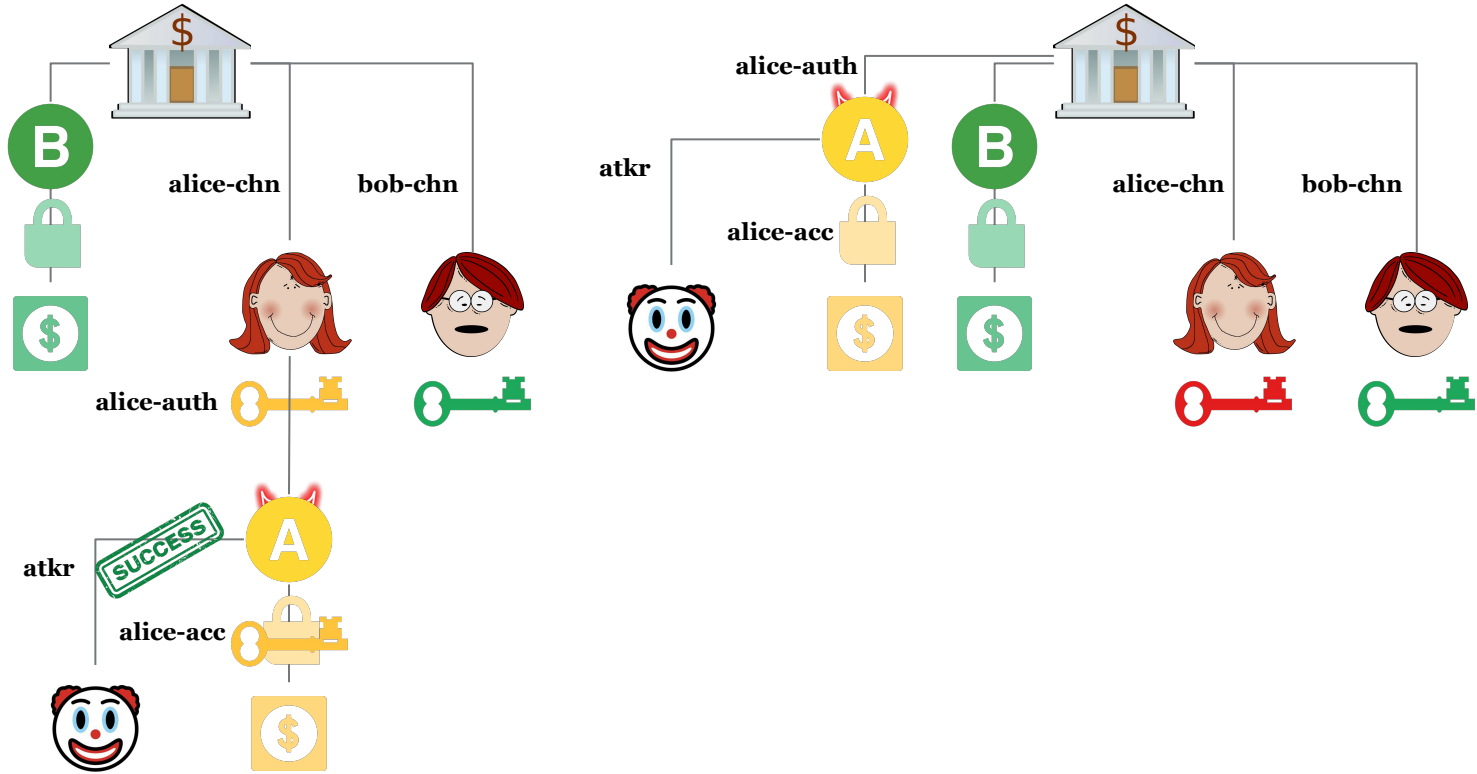 $
B
alice-chn
bob-chn
$
alice-auth
SUCCESS
A
atkr
alice-acc
$
$
alice-auth
A
B
atkr
alice-chn
bob-chn
alice-acc
$
$